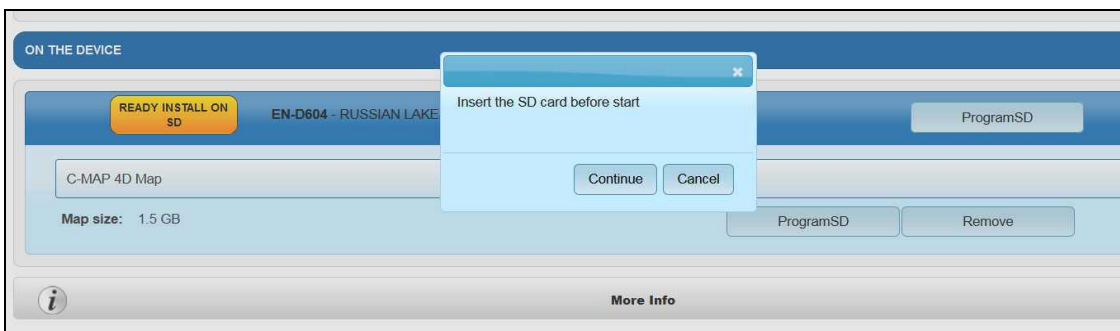 ON THE DEVICE
Insert the SD card before start
READY INSTALL ON
SD
EN-D604 - RUSSIAN LAKE
ProgramSD
C-MAP 4D Map
Continue
Cancel
Map size: 1.5 GB
ProgramSD
Remove
More Info